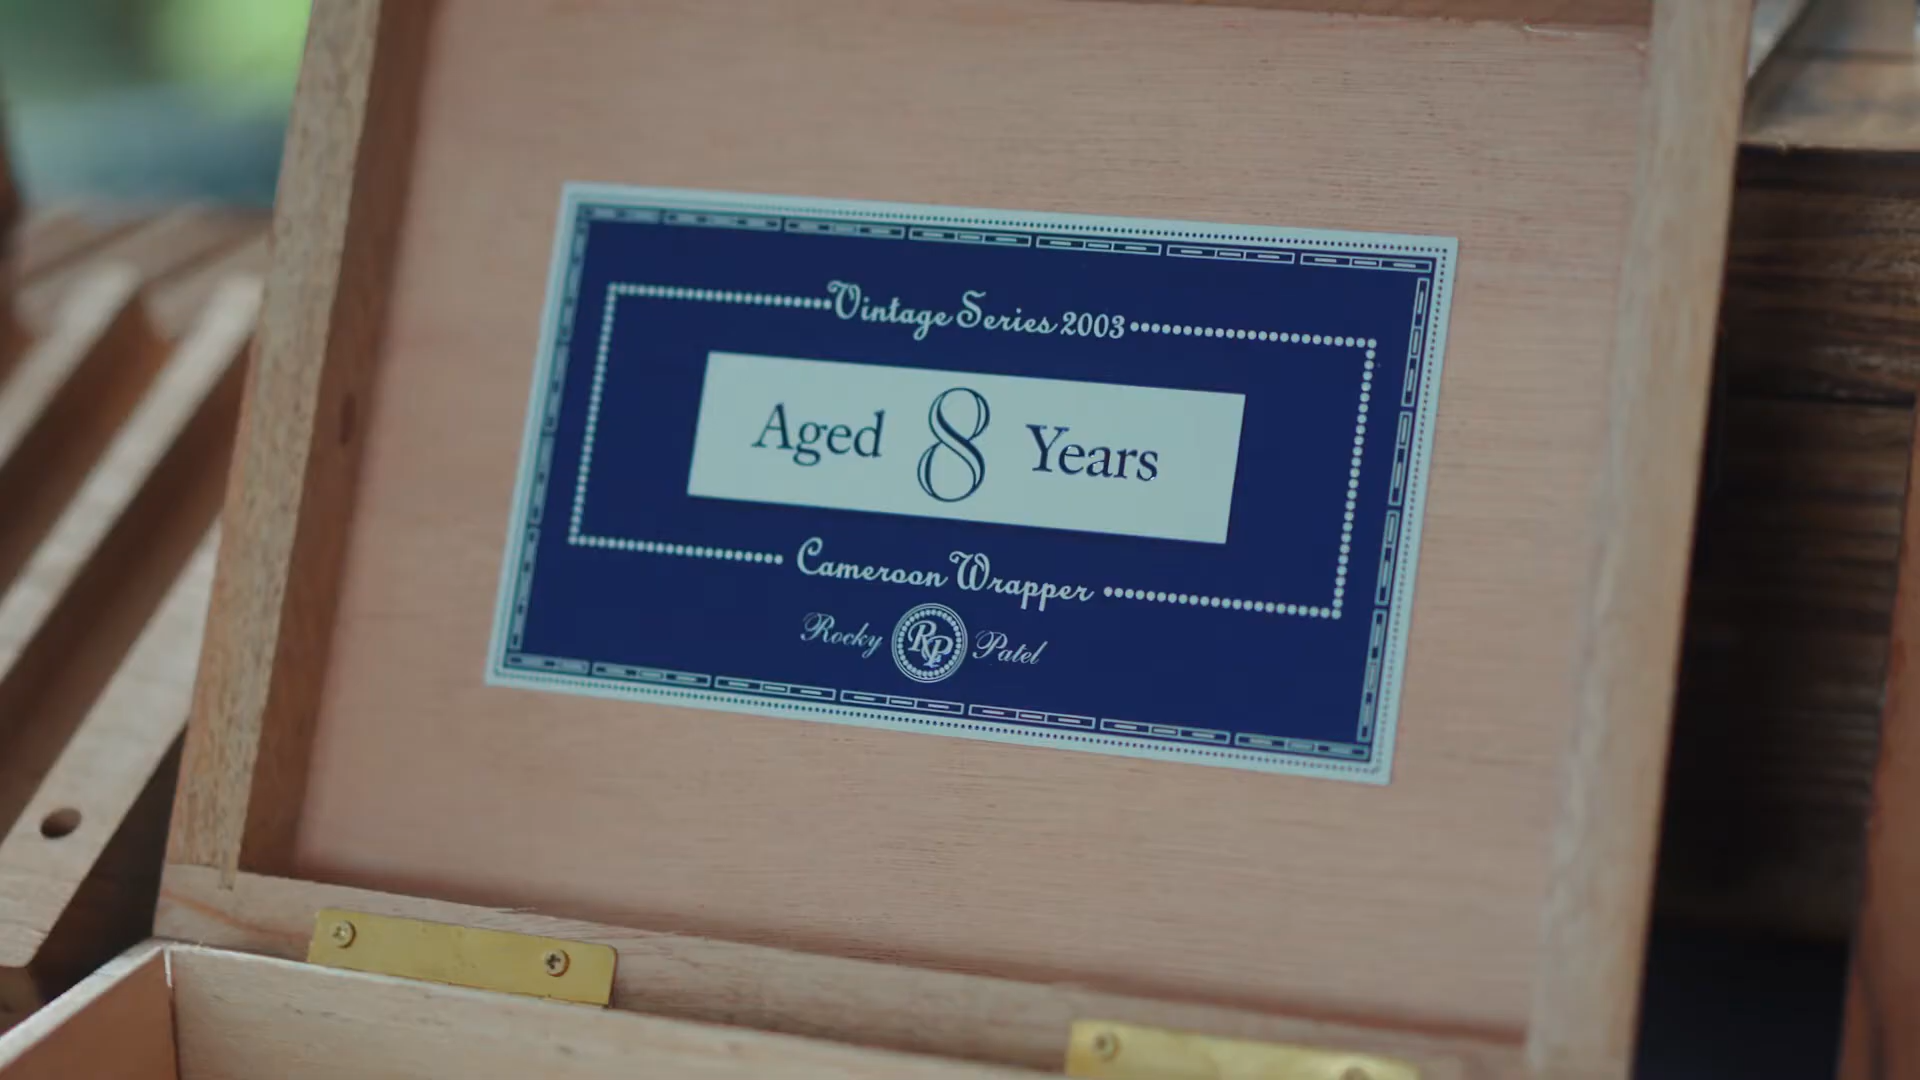 Vintage Series 2003
Aged 8 Years
Cameroon Wrapper
Rocky RP Patel